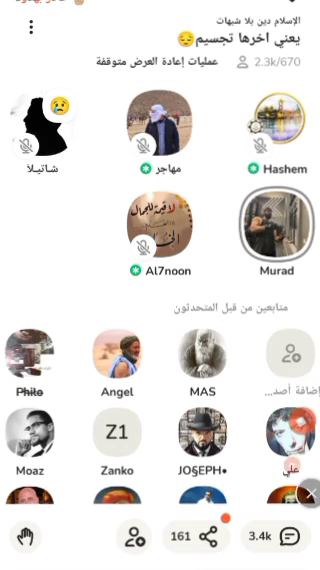 الإسلام دين بلا شبهات
يعني اخرها تجسيم😔
2.3k/670 عمليات إعادة العرض متوقفة
Hashem
مهاجر
شاتيلا
Murad
Al7noon
متابعين من قبل المتحدثون
إضافة أصد...
MAS
Angel
Philo
علي
JO§EPH•
Zanko
Z1
Moaz
3.4k
161